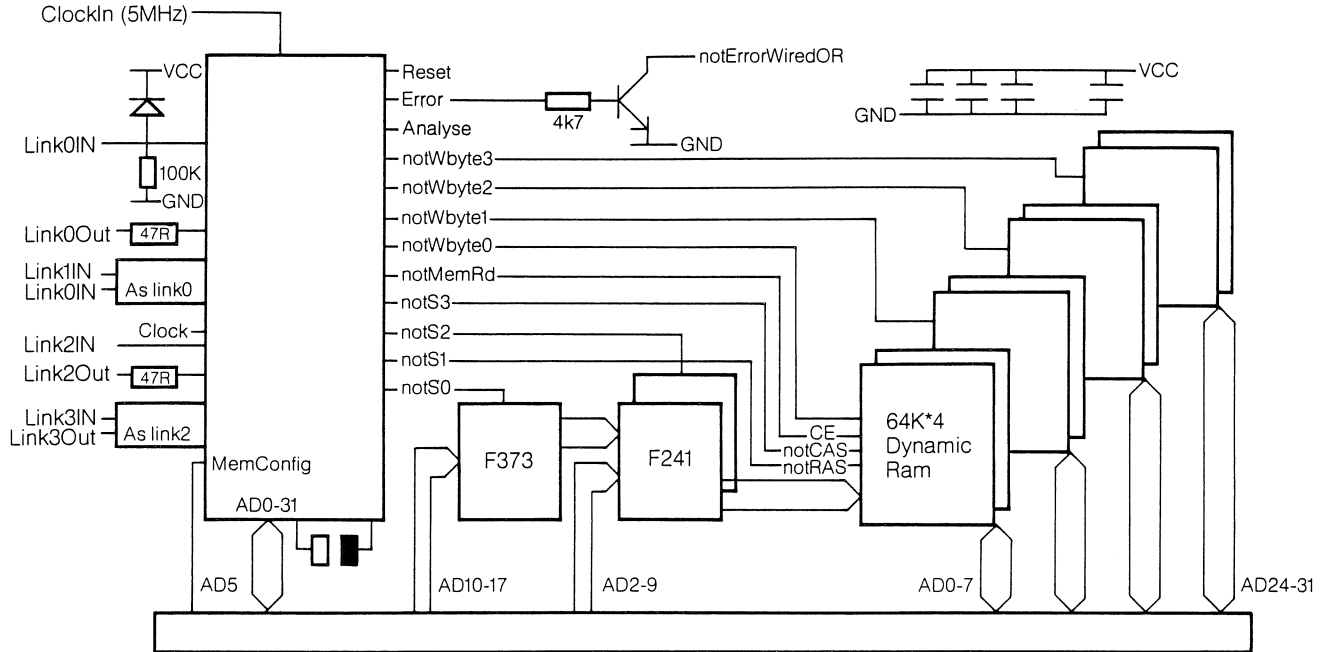 ClockIn (5MHz)
VCC
Link0IN
100K
GND
Link0Out
47R
Link1IN
Link0IN
As link0
Clock
Link2IN
Link2Out
47R
Link3IN
Link3Out
As link2
MemConfig
AD0-31
Reset
Error
Analyse
notWbyte3
notWbyte2
notWbyte1
notWbyte0
notMemRd
notS3
notS2
notS1
notS0
4k7
notErrorWiredOR
GND
VCC
GND
F373
F241
CE
notCAS
notRAS
64K*4
Dynamic
Ram
AD5
AD10-17
AD2-9
AD0-7
AD24-31